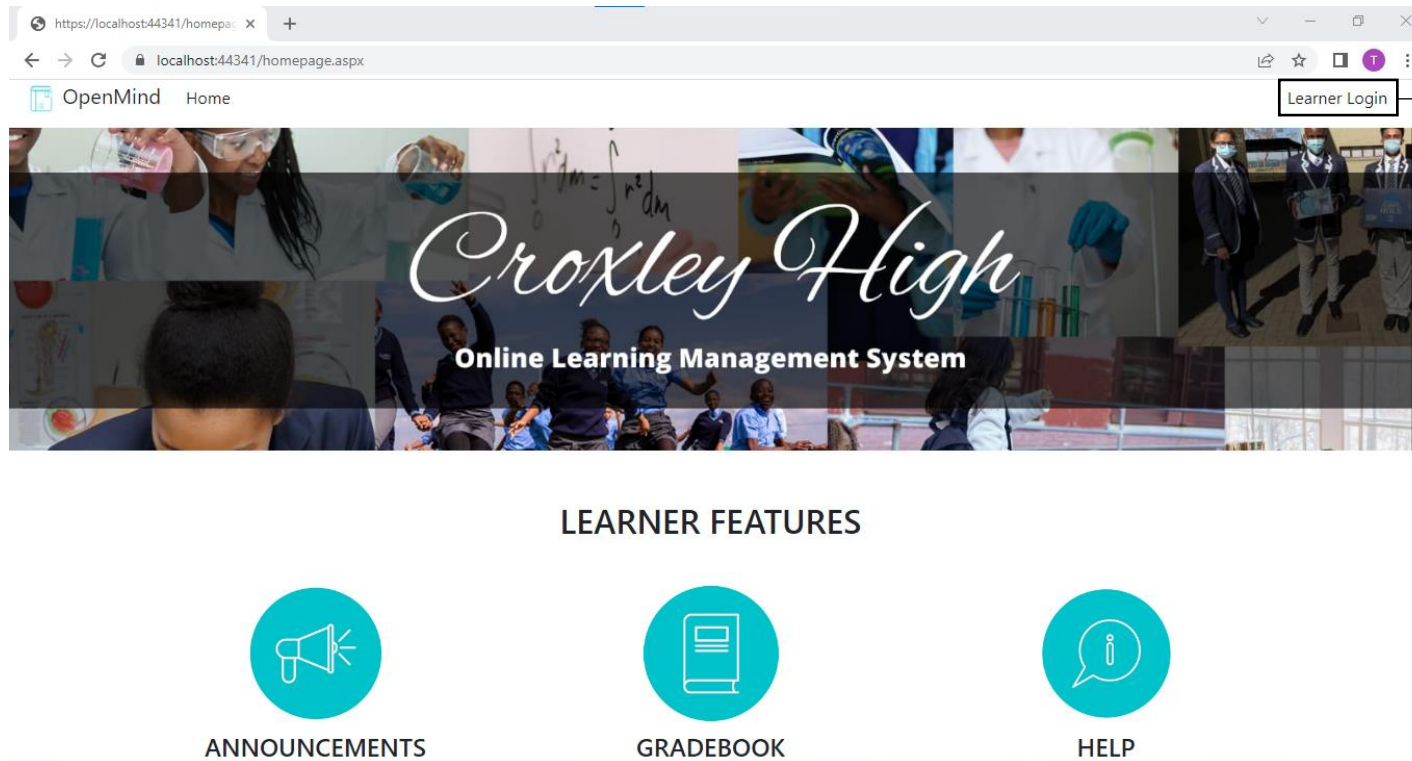 https://localhost:44341/homepag
localhost:44341/homepage.aspx
T
OpenMind Home
Learner Login
Croxley High
Online Learning Management System
LEARNER FEATURES
ANNOUNCEMENTS
GRADEBOOK
HELP